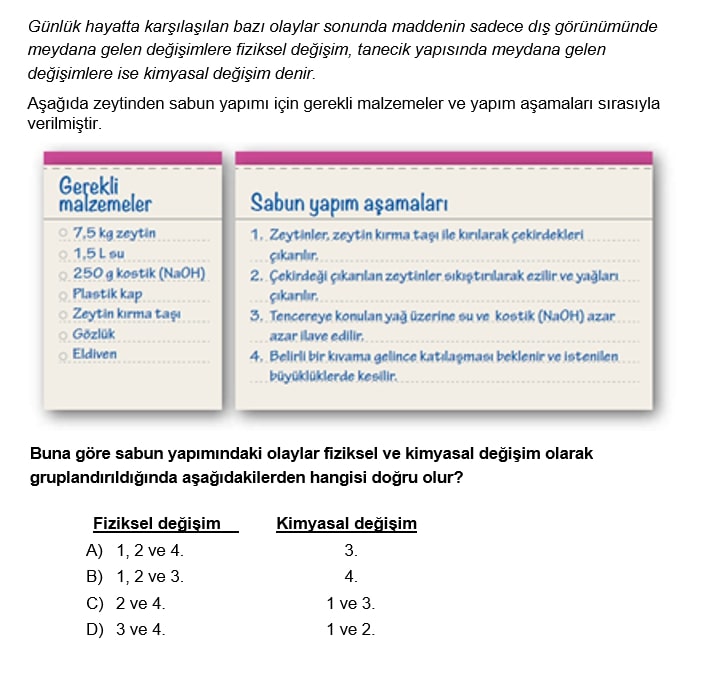 Günlük hayatta karşılaşılan bazı olaylar sonunda maddenin sadece dış görünümünde
meydana gelen değişimlere fiziksel değişim, tanecik yapısında meydana gelen
değişimlere ise kimyasal değişim denir.
Aşağıda zeytinden sabun yapımı için gerekli malzemeler ve yapım aşamaları sırasıyla
verilmiştir.
Gerekli
malzemeler
7,5 kg zeytin
1,5 L su
250 g kostik (NaOH)
Plastik kap
Zeytin kırma taşı
Gözlük
Eldiven
Sabun yapım aşamaları
1. Zeytinler, zeytin kırma taşı ile kırılarak çekirdekleri
çıkarılır.
2. Çekirdeği çıkarılan zeytinler sıkıştırılarak ezilir ve yağları
çıkarılır.
3. Tencereye konulan yağ üzerine su ve kostik (NaOH) azar
azar ilave edilir.
4. Belirli bir kıvama gelince katılaşması beklenir ve istenilen
büyüklüklerde kesilir.
Buna göre sabun yapımındaki olaylar fiziksel ve kimyasal değişim olarak
gruplandırıldığında aşağıdakilerden hangisi doğru olur?
Fiziksel değişim Kimyasal değişim
A) 1, 2 ve 4. 3.
B) 1, 2 ve 3. 4.
C) 2 ve 4. 1 ve 3.
D) 3 ve 4. 1 ve 2.